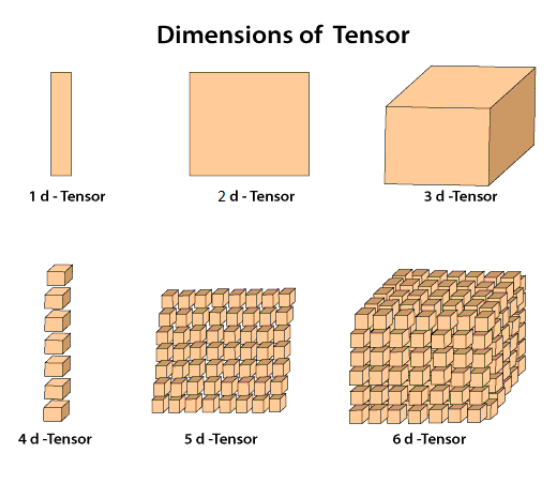 Dimensions of Tensor
1 d - Tensor
2 d - Tensor
3 d -Tensor
4 d -Tensor
5 d -Tensor
6 d -Tensor